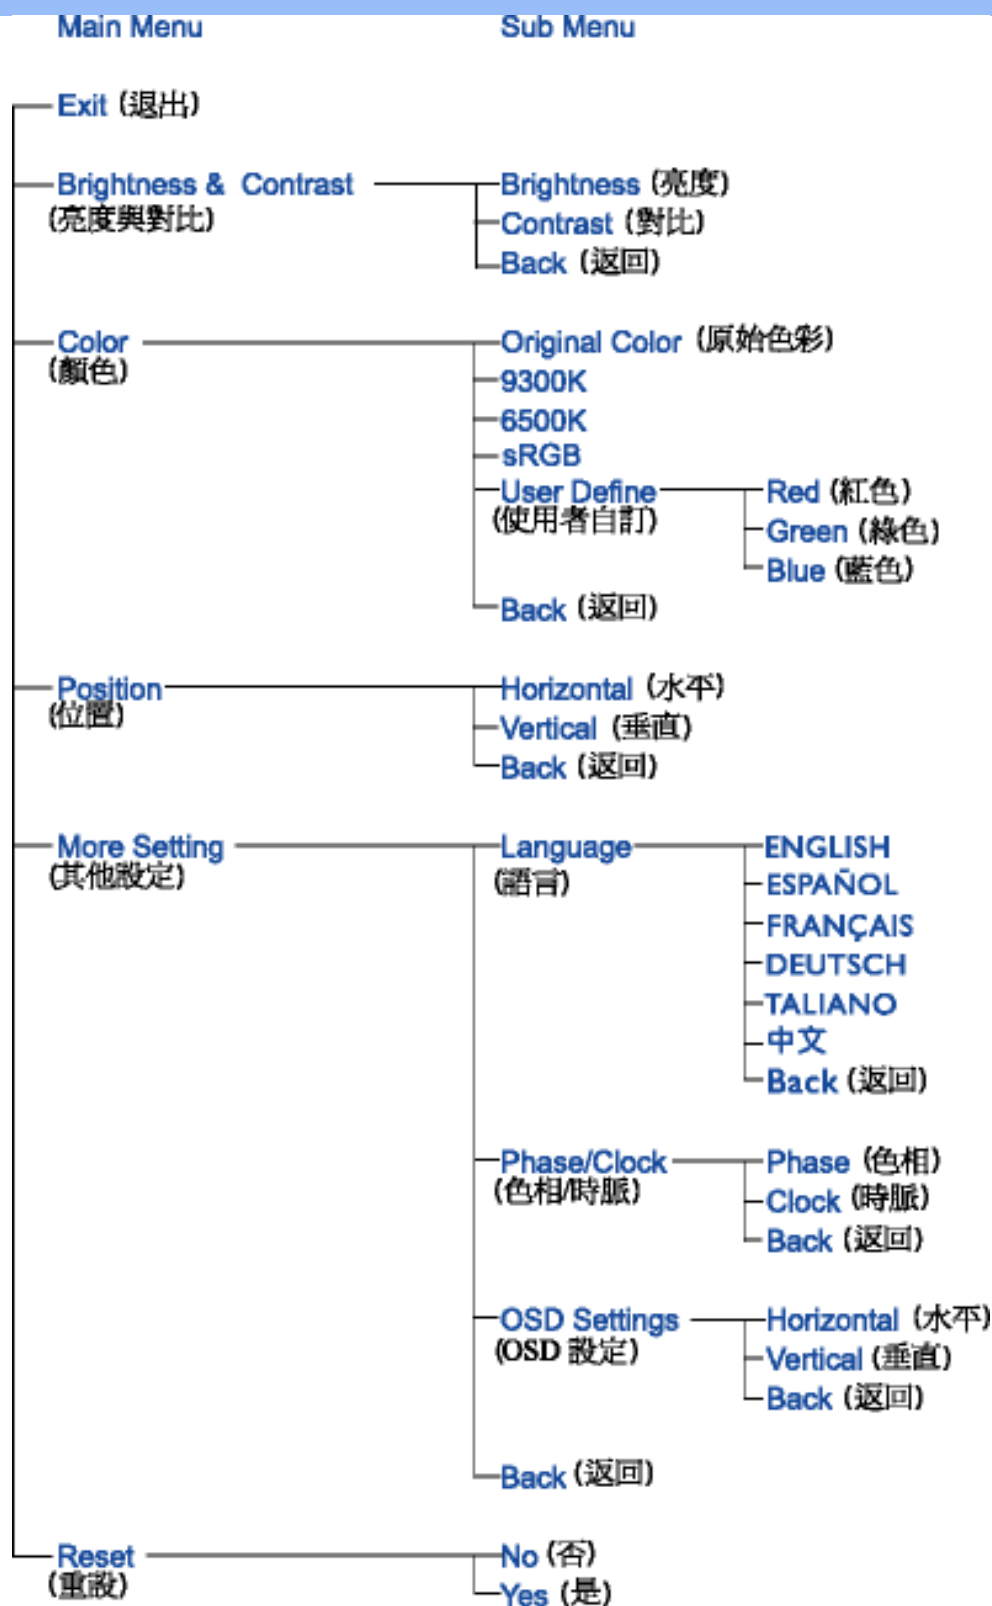 Main Menu Sub Menu
Exit (退出)
Brightness & Contrast Brightness (亮度)
(亮度與對比) Contrast (對比)
Back (返回)
Color Original Color (原始色彩)
(顏色)
9300K
6500K
sRGB
User Define Red (紅色)
(使用者自訂) Green (綠色)
Blue (藍色)
Back (返回)
Position Horizontal (水平)
(位置) Vertical (垂直)
Back (返回)
More Setting Language ENGLISH
(其他設定) (語言) ESPAÑOL
FRANÇAIS
DEUTSCH
TALIANO
中文
Back (返回)
Phase/Clock Phase (色相)
(色相/時脈) Clock (時脈)
Back (返回)
OSD Settings Horizontal (水平)
(OSD 設定) Vertical (垂直)
Back (返回)
Back (返回)
Reset No (否)
(重設) Yes (是)